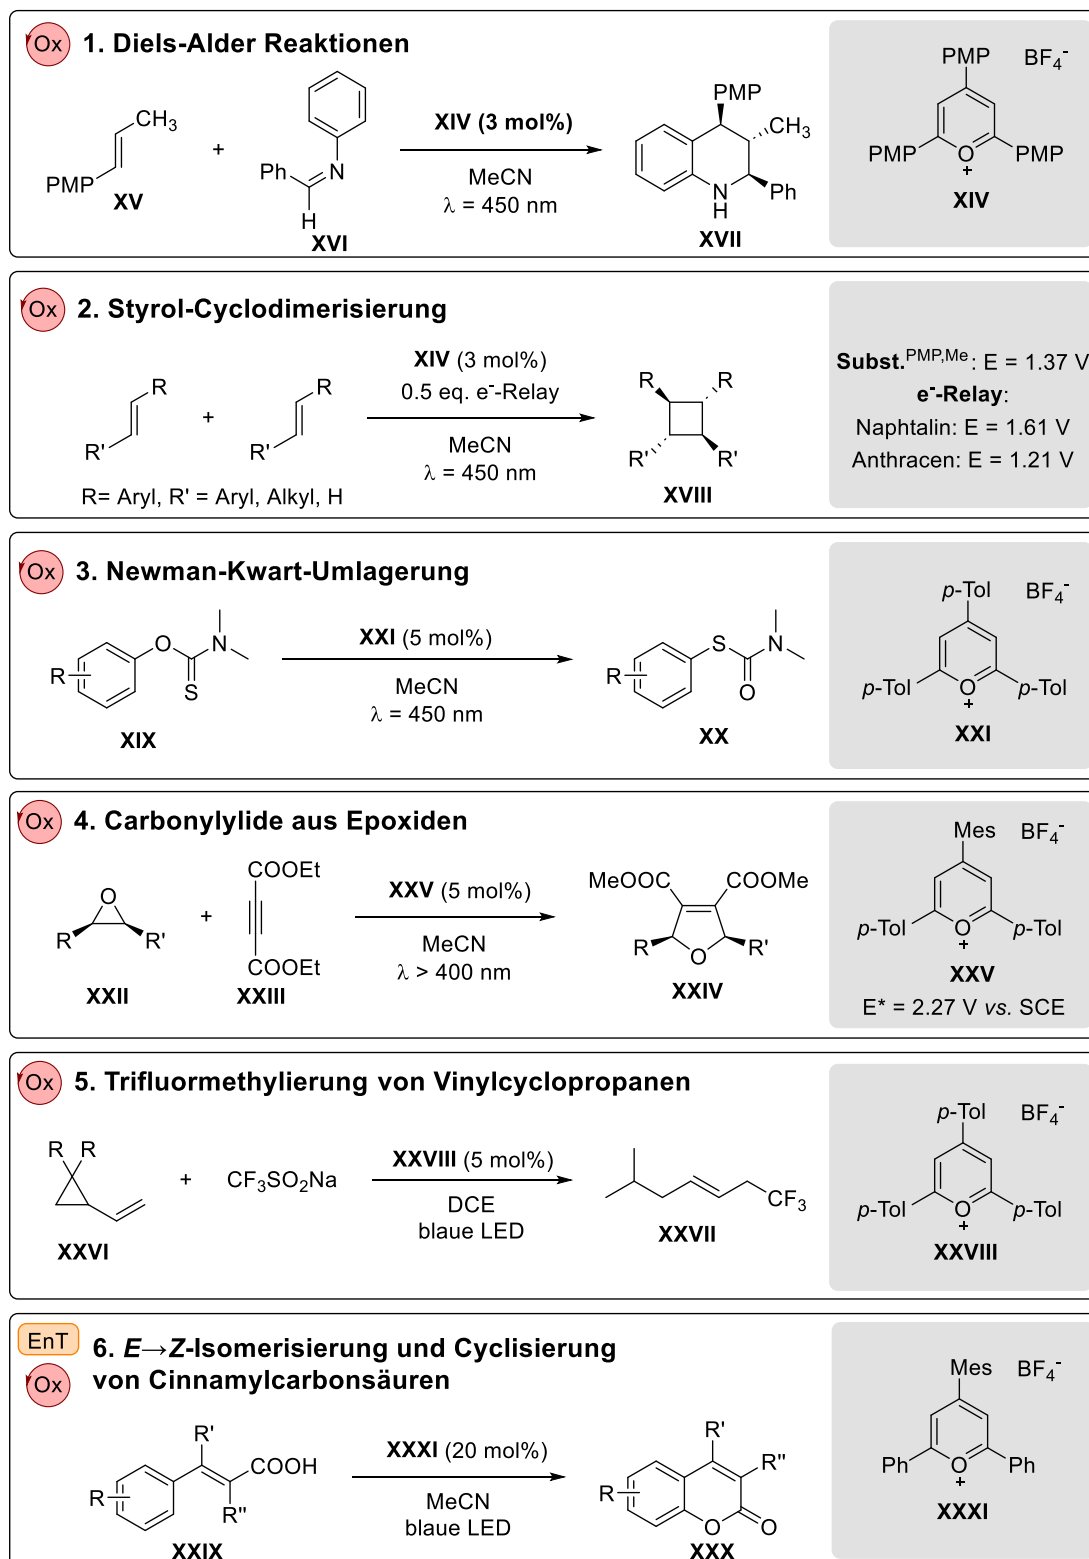 Ox 1. Diels-Alder Reaktionen
PMP
CH3
XV
+
Ph
N
H
XVI
XIV (3 mol%)
MeCN
λ = 450 nm
PMP
CH3
N
H
Ph
XVII
PMP
BF4-
PMP
O
+
PMP
XIV
Ox 2. Styrol-Cyclodimerisierung
R
R'
+
R
R'
R= Aryl, R' = Aryl, Alkyl, H
XIV (3 mol%)
0.5 eq. e--Relay
MeCN
λ = 450 nm
R R
R' R'
XVIII
Subst.PMP,Me: E = 1.37 V
e--Relay:
Naphtalin: E = 1.61 V
Anthracen: E = 1.21 V
Ox 3. Newman-Kwart-Umlagerung
R
O
N
S
XIX
XXI (5 mol%)
MeCN
λ = 450 nm
R
S
N
O
XX
p-Tol
BF4-
p-Tol
O
+
p-Tol
XXI
Ox 4. Carbonylylide aus Epoxiden
O
R R'
XXII
+
COOEt
COOEt
XXIII
XXV (5 mol%)
MeCN
λ > 400 nm
MeOOC COOMe
R O R'
XXIV
Mes
BF4-
p-Tol
O
+
p-Tol
XXV
E* = 2.27 V vs. SCE
Ox 5. Trifluormethylierung von Vinylcyclopropanen
R R
XXVI
+
CF3SO2Na
XXVIII (5 mol%)
DCE
blaue LED
CF3
XXVII
p-Tol
BF4-
p-Tol
O
+
p-Tol
XXVIII
EnT
Ox
6. E→Z-Isomerisierung und Cyclisierung
von Cinnamylcarbonsäuren
R'
COOH
R
R''
XXIX
XXXI (20 mol%)
MeCN
blaue LED
R'
R''
R
O O
XXX
Mes
BF4-
Ph
O
+
Ph
XXXI